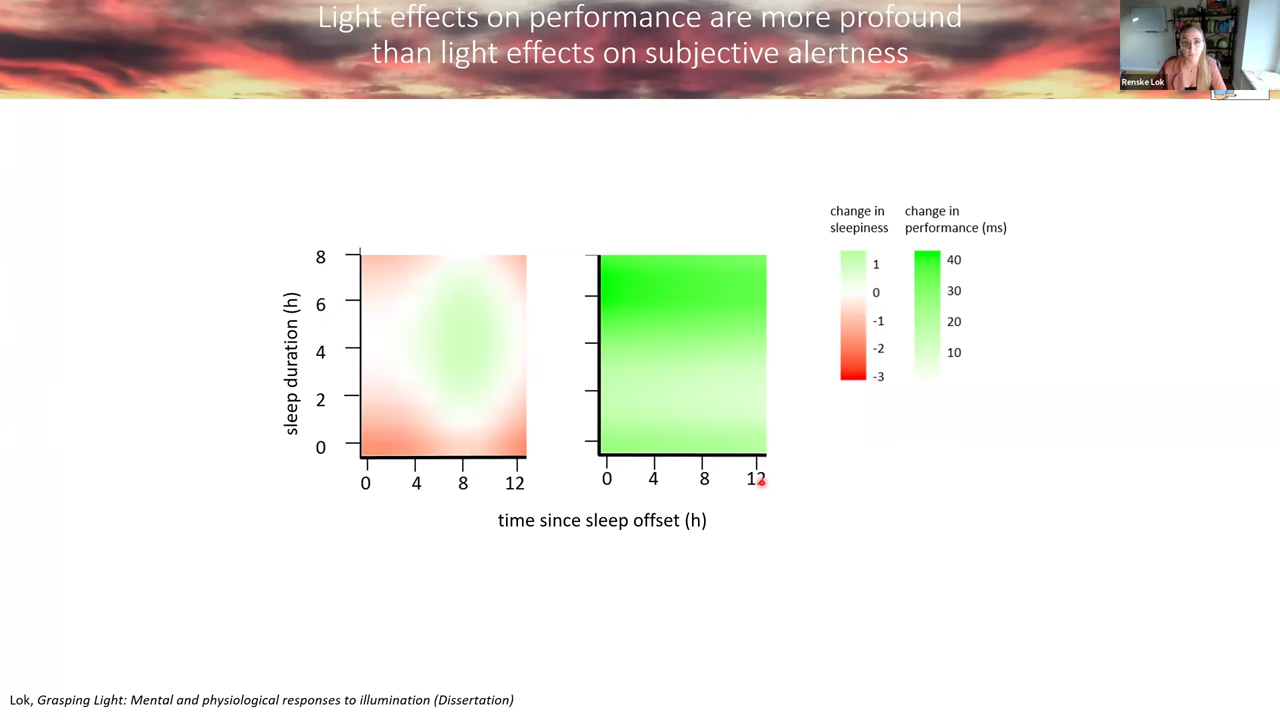 Light effects on performance are more profound
than light effects on subjective alertness
Renske Lok
change in
sleepiness
change in
performance (ms)
1
0
-1
-2
-3
40
30
20
10
sleep duration (h)
8
6
4
2
0
0 4 8 12
0 4 8 12
time since sleep offset (h)
Lok, Grasping Light: Mental and physiological responses to illumination (Dissertation)